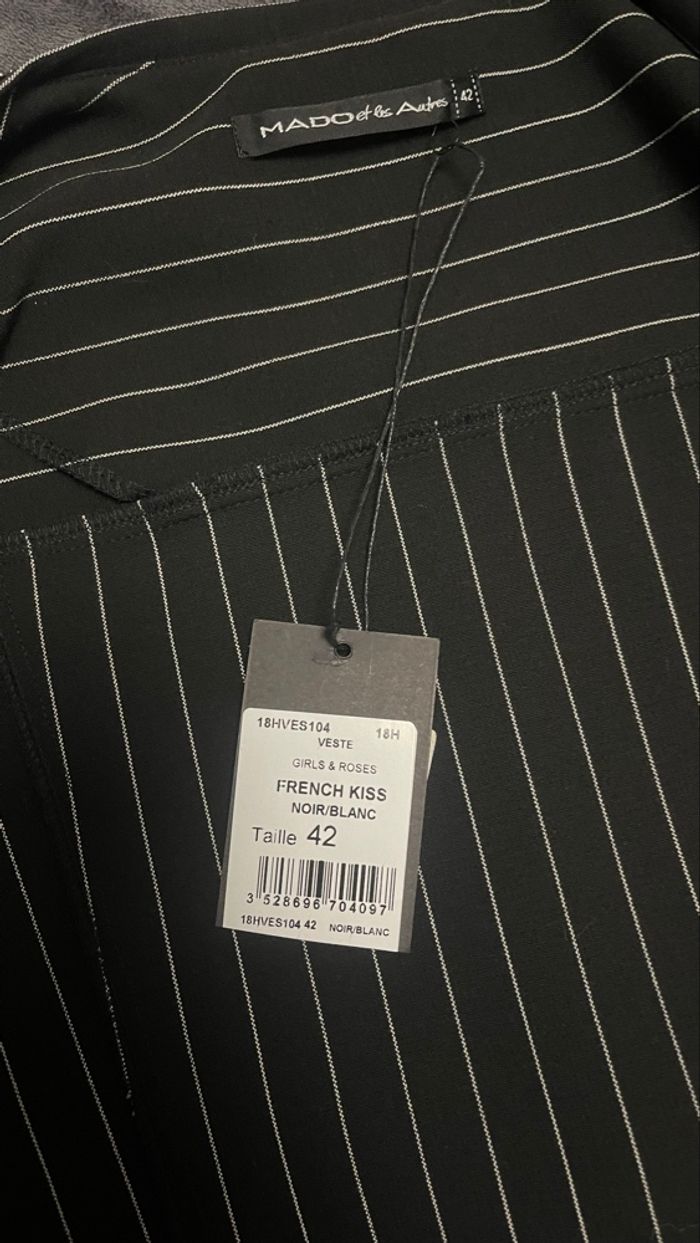 MADO et les Autres 42
18HVES104 18H
VESTE
GIRLS & ROSES
FRENCH KISS
NOIR/BLANC
Taille 42
3 528696 704097
18HVES104 42 NOIR/BLANC